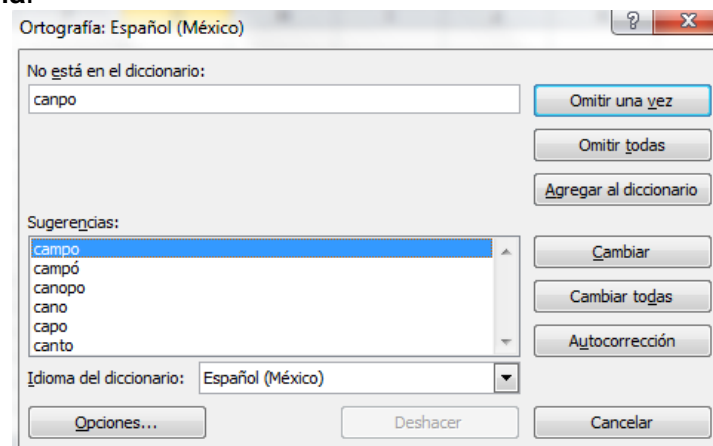 Ortografía: Español (México)
No está en el diccionario:
canpo
Omitir una vez
Omitir todas
Agregar al diccionario
Sugerencias:
campo
campó
canopo
cano
capo
canto
Cambiar
Cambiar todas
Autocorrección
Idioma del diccionario: Español (México)
Opciones... Deshacer Cancelar